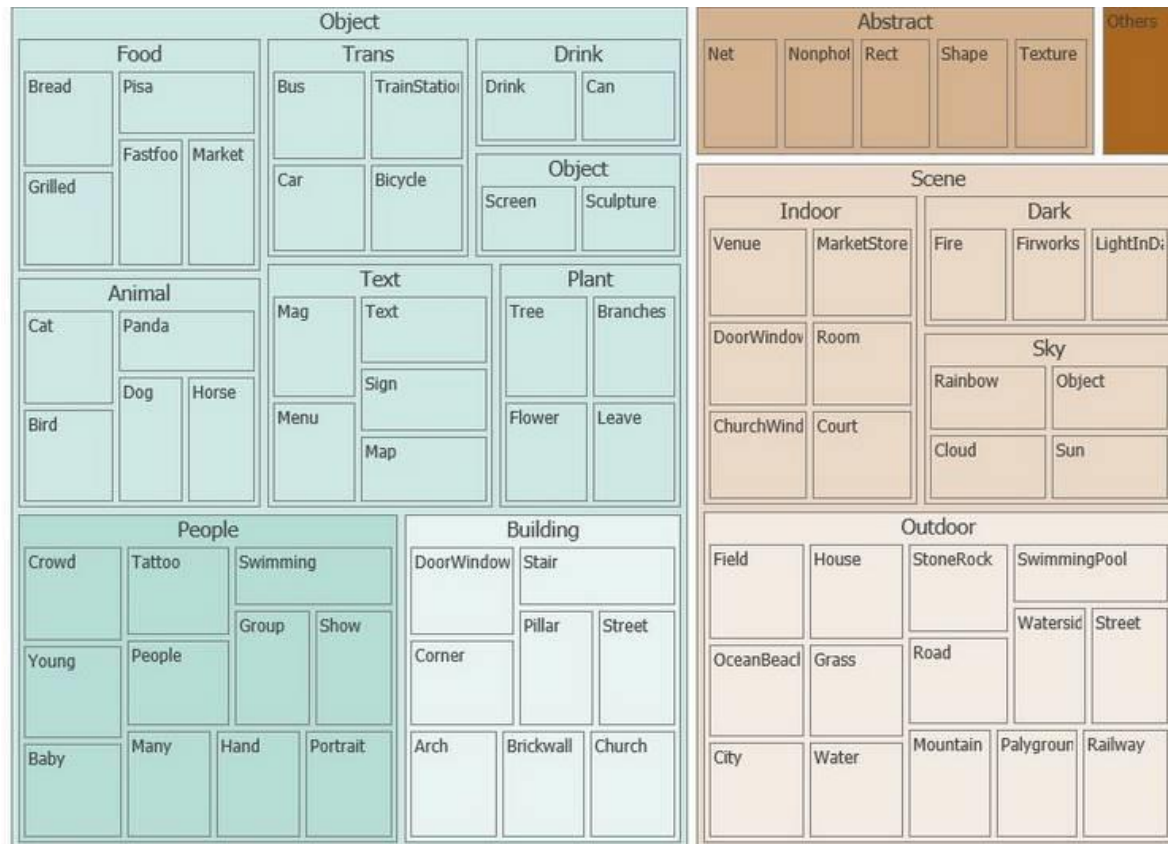 Object
Food
Bread
Pisa
Grilled
Fastfoo
Market
Trans
Bus
TrainStatio
Car
Bicycle
Drink
Drink
Can
Object
Screen
Sculpture
Animal
Cat
Panda
Bird
Dog
Horse
Text
Mag
Text
Sign
Menu
Map
Plant
Tree
Branches
Flower
Leave
People
Crowd
Tattoo
Swimming
Group
Show
Young
People
Baby
Many
Hand
Portrait
Building
DoorWindow
Stair
Pillar
Street
Corner
Arch
Brickwall
Church
Abstract
Net
Nonphot
Rect
Shape
Texture
Others
Scene
Indoor
Venue
MarketStore
DoorWindov
Room
ChurchWind
Court
Dark
Fire
Firworks
LightInDa
Sky
Rainbow
Object
Cloud
Sun
Outdoor
Field
House
StoneRock
SwimmingPool
Watersid
Street
OceanBeach
Grass
Road
City
Water
Mountain
Palygroun
Railway